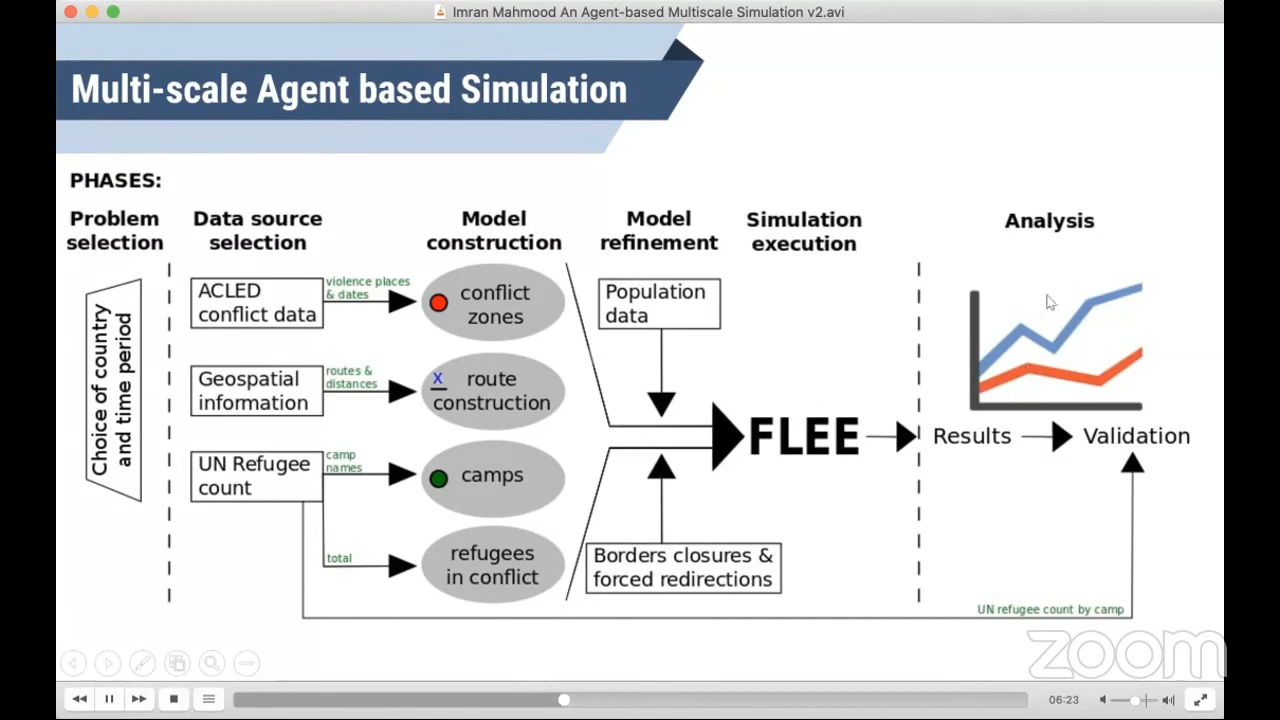 Imran Mahmood An Agent-based Multiscale Simulation v2.avi
Multi-scale Agent based Simulation
PHASES:
Problem
selection
Data source
selection
Model
construction
Model
refinement
Simulation
execution
Analysis
Choice of country
and time period
ACLED
conflict data
violence places
& dates
conflict
zones
Geospatial
information
routes &
distances
X
route
construction
UN Refugee
count
camp
names
camps
total
refugees
in conflict
Population
data
FLEE
Borders closures &
forced redirections
Results
Validation
UN refugee count by camp
zoom
06:23